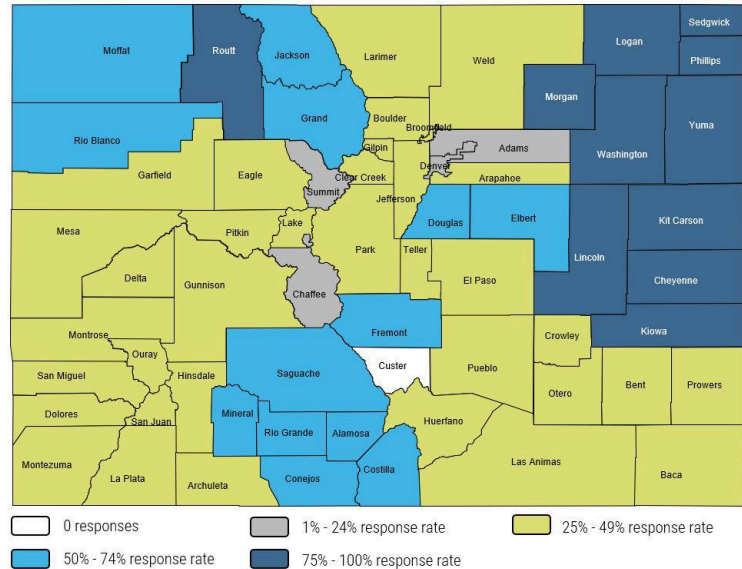 Sedgwick
Logan
Moffat
Routt
Jackson
Larimer
Weld
Phillips
Morgan
Grand
Boulder
Yuma
Broomfield
Rio Blanco
Gilpin
Adams
Washington
Denver
Garfield
Eagle
Clear Creek
Arapahoe
Summit
Jefferson
Mesa
Pitkin
Lake
Douglas
Elbert
Kit Carson
Park
Teller
Lincoln
Delta
Gunnison
El Paso
Cheyenne
Chaffee
Montrose
Fremont
Crowley
Kiowa
Ouray
San Miguel
Hinsdale
Saguache
Custer
Pueblo
Otero
Bent
Prowers
Dolores
San Juan
Mineral
Rio Grande
Alamosa
Huerfano
Montezuma
La Plata
Archuleta
Conejos
Costilla
Las Animas
Baca
0 responses
1% - 24% response rate
25% - 49% response rate
50% - 74% response rate
75% - 100% response rate